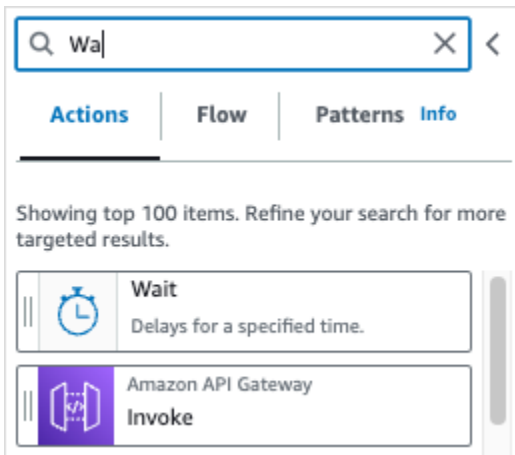 Wa
Actions Flow Patterns Info
Showing top 100 items. Refine your search for more
targeted results.
Wait
Delays for a specified time.
Amazon API Gateway
Invoke